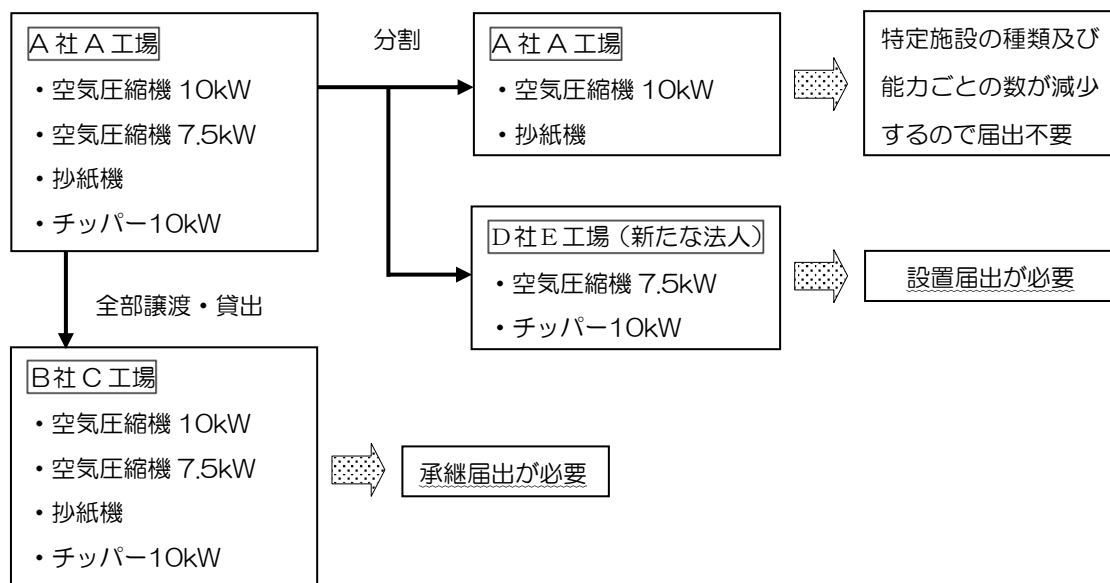 A社A工場
・空気圧縮機 10kW
・空気圧縮機 7.5kW
・抄紙機
・チッパー10kW
分割
A社A工場
・空気圧縮機 10kW
・抄紙機
特定施設の種類及び
能力ごとの数が減少
するので届出不要
D社E工場（新たな法人）
・空気圧縮機 7.5kW
・チッパー10kW
設置届出が必要
全部譲渡・貸出
B社C工場
・空気圧縮機 10kW
・空気圧縮機 7.5kW
・抄紙機
・チッパー10kW
承継届出が必要